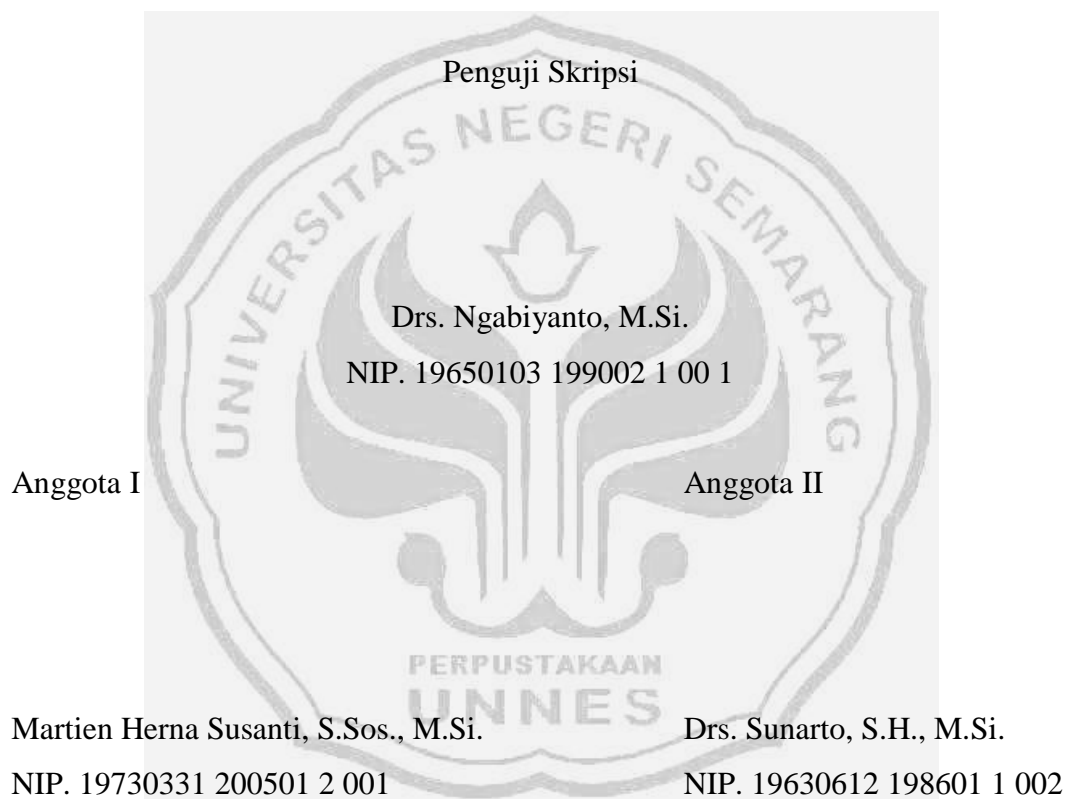 Penguji Skripsi
UNIVERSITAS NEGERI SEMARANG
Drs. Ngabiyanto, M.Si.
NIP. 19650103 199002 1 00 1
Anggota I
Anggota II
PERPUSTAKAAN
UNNES
Martien Herna Susanti, S.Sos., M.Si.
Drs. Sunarto, S.H., M.Si.
NIP. 19730331 200501 2 001
NIP. 19630612 198601 1 002